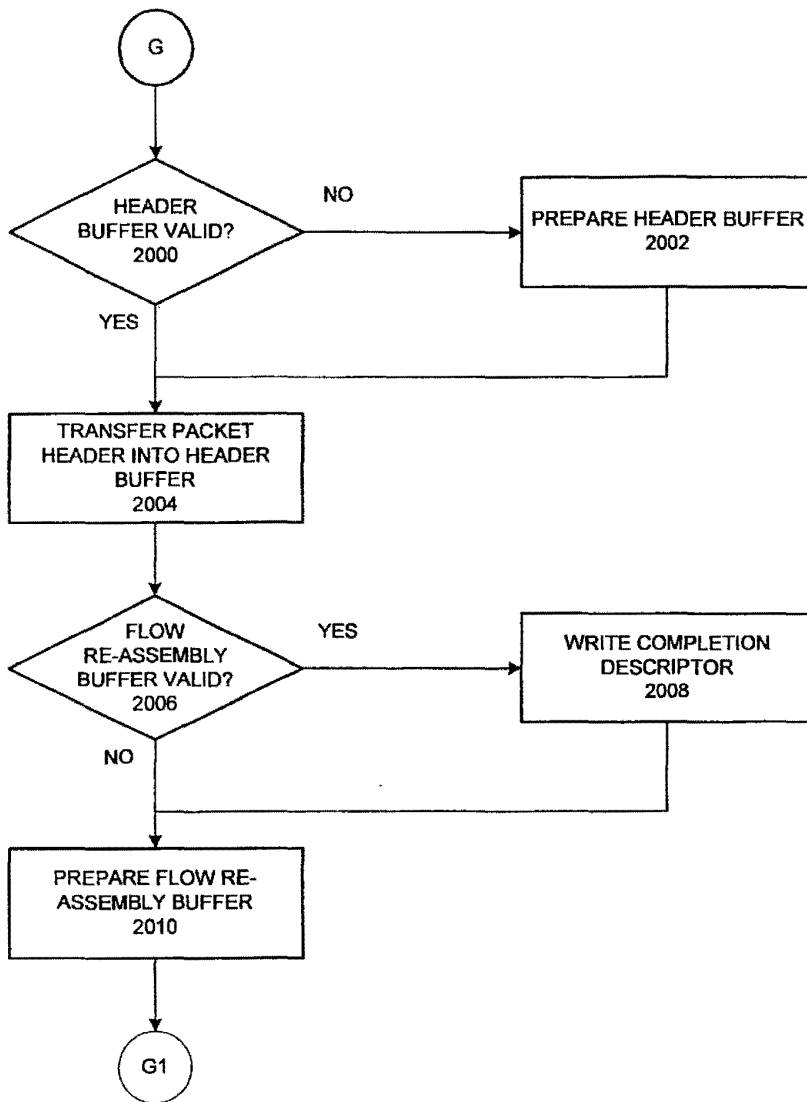 G
HEADER
BUFFER VALID?
2000
NO
PREPARE HEADER BUFFER
2002
YES
TRANSFER PACKET
HEADER INTO HEADER
BUFFER
2004
FLOW
RE-ASSEMBLY
BUFFER VALID?
2006
YES
WRITE COMPLETION
DESCRIPTOR
2008
NO
PREPARE FLOW RE-
ASSEMBLY BUFFER
2010
G1